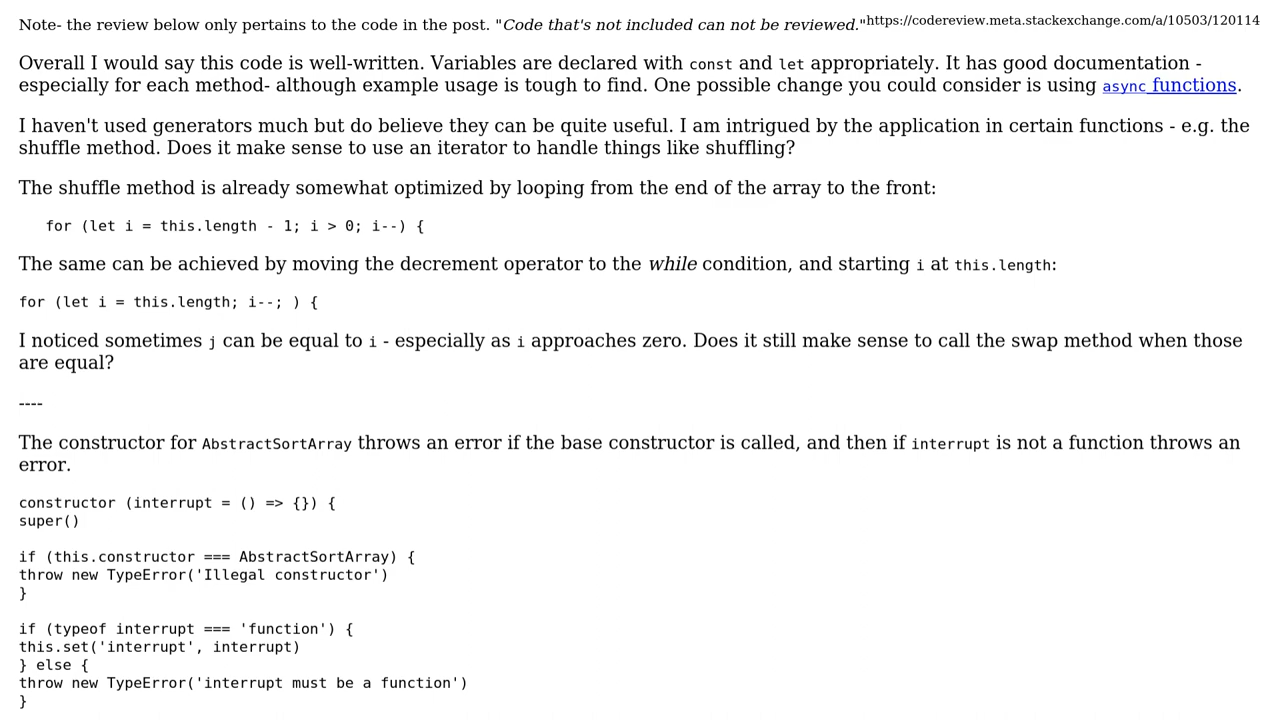 Note- the review below only pertains to the code in the post. "Code that's not included can not be reviewed."https://codereview.meta.stackexchange.com/a/10503/120114
Overall I would say this code is well-written. Variables are declared with const and let appropriately. It has good documentation -
especially for each method- although example usage is tough to find. One possible change you could consider is using async functions.
I haven't used generators much but do believe they can be quite useful. I am intrigued by the application in certain functions - e.g. the
shuffle method. Does it make sense to use an iterator to handle things like shuffling?
The shuffle method is already somewhat optimized by looping from the end of the array to the front:
for (let i = this.length - 1; i > 0; i--) {
The same can be achieved by moving the decrement operator to the while condition, and starting i at this.length:
for (let i = this.length; i--; ) {
I noticed sometimes j can be equal to i - especially as i approaches zero. Does it still make sense to call the swap method when those
are equal?
----
The constructor for AbstractSortArray throws an error if the base constructor is called, and then if interrupt is not a function throws an
error.
constructor (interrupt = () => {}) {
super()
if (this.constructor === AbstractSortArray) {
throw new TypeError('Illegal constructor')
}
if (typeof interrupt === 'function') {
this.set('interrupt', interrupt)
} else {
throw new TypeError('interrupt must be a function')
}